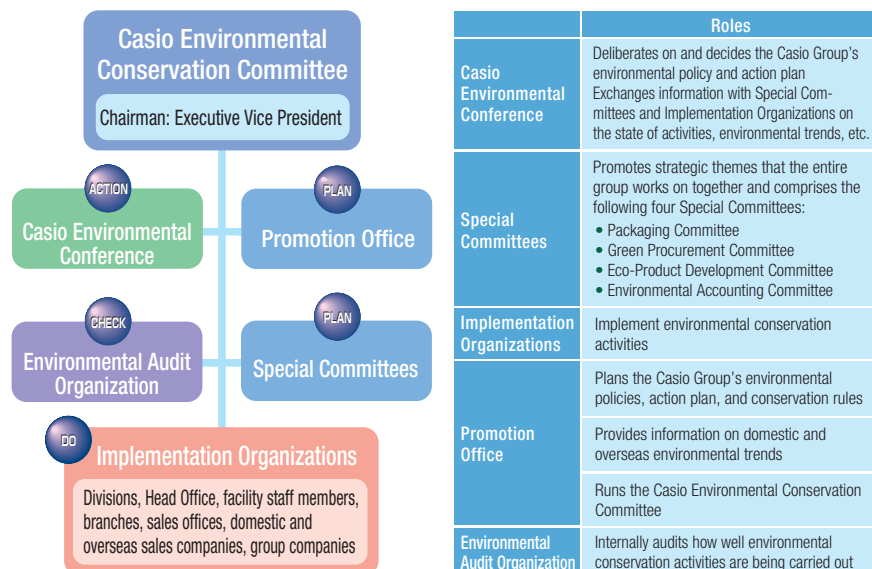 Casio Environmental
Conservation Committee
Chairman: Executive Vice President
ACTION
Casio Environmental
Conference
PLAN
Promotion Office
CHECK
Environmental Audit
Organization
PLAN
Special Committees
DO
Implementation Organizations
Divisions, Head Office, facility staff members,
branches, sales offices, domestic and
overseas sales companies, group companies
Roles
Casio
Environmental
Conference
Deliberates on and decides the Casio Group's
environmental policy and action plan
Exchanges information with Special Com-
mittees and Implementation Organizations on
the state of activities, environmental trends, etc.
Special
Committees
Promotes strategic themes that the entire
group works on together and comprises the
following four Special Committees:
• Packaging Committee
• Green Procurement Committee
• Eco-Product Development Committee
• Environmental Accounting Committee
Implementation
Organizations
Implement environmental conservation
activities
Promotion
Office
Plans the Casio Group's environmental
policies, action plan, and conservation rules
Provides information on domestic and
overseas environmental trends
Runs the Casio Environmental Conservation
Committee
Environmental
Audit Organization
Internally audits how well environmental
conservation activities are being carried out